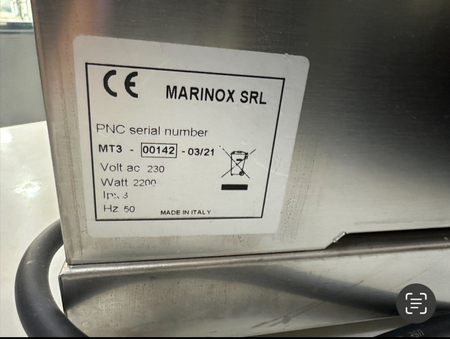 CE MARINOX SRL
PNC serial number
MT3 - 00142 - 03/21
Volt ac 230
Watt 2200
Hz 50
MADE IN ITALY